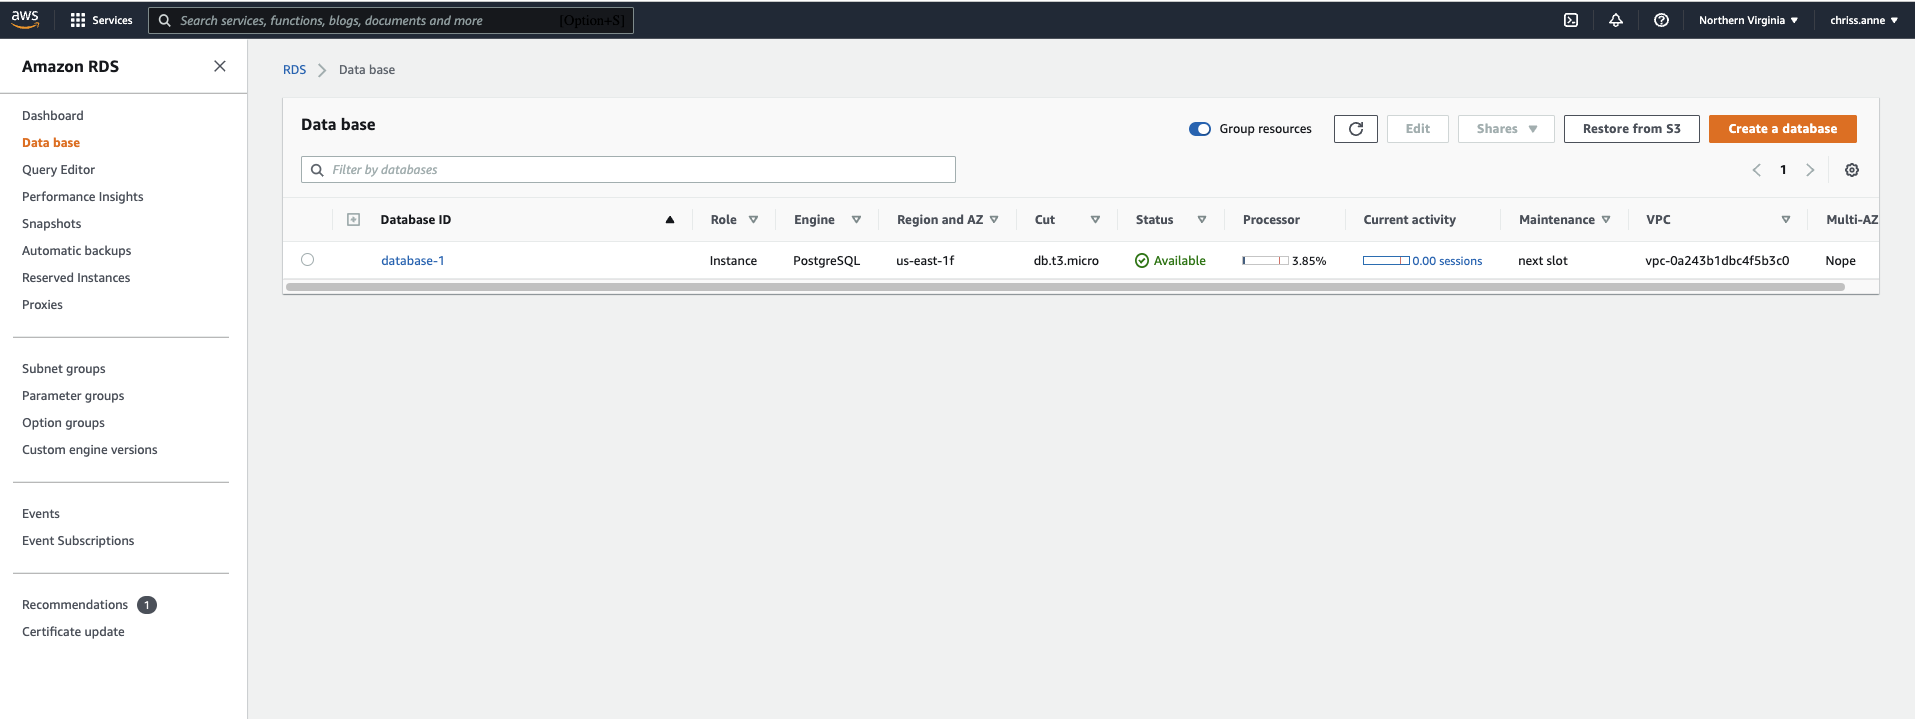 aws Services Search services, functions, blogs, documents and more [Option+S] Northern Virginia chriss.anne
Amazon RDS
Dashboard
Data base
Query Editor
Performance Insights
Snapshots
Automatic backups
Reserved Instances
Proxies
Subnet groups
Parameter groups
Option groups
Custom engine versions
Events
Event Subscriptions
Recommendations 1
Certificate update
RDS Data base
Data base Group resources Edit Shares Restore from S3 Create a database
Filter by databases 1
Database ID Role Engine Region and AZ Cut Status Processor Current activity Maintenance VPC Multi-AZ
database-1 Instance PostgreSQL us-east-1f db.t3.micro Available 3.85% 0.00 sessions next slot vpc-0a243b1dbc4f5b3c0 Nope